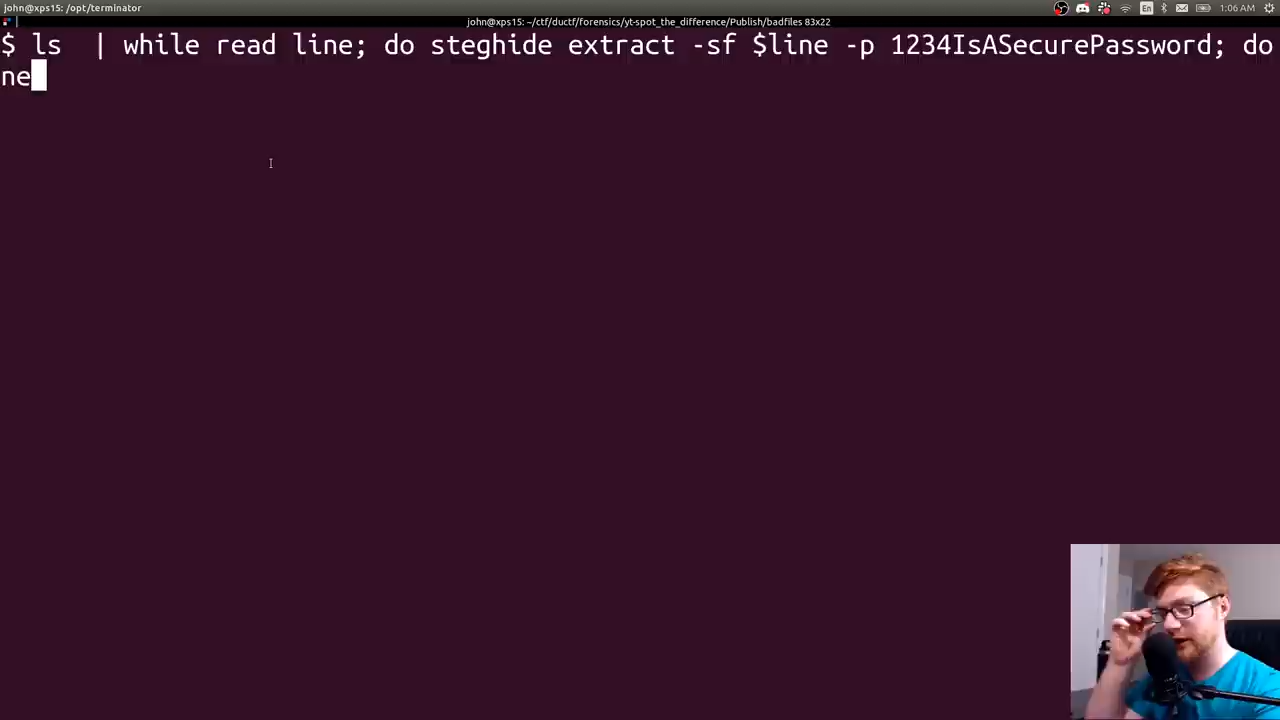 john@xps15: /opt/terminator
En
1:06 AM
john@xps15: ~/ctf/ductf/forensics/yt-spot_the_difference/Publish/badfiles 83x22
$ ls  | while read line; do steghide extract -sf $line -p 1234IsASecurePassword; do
ne